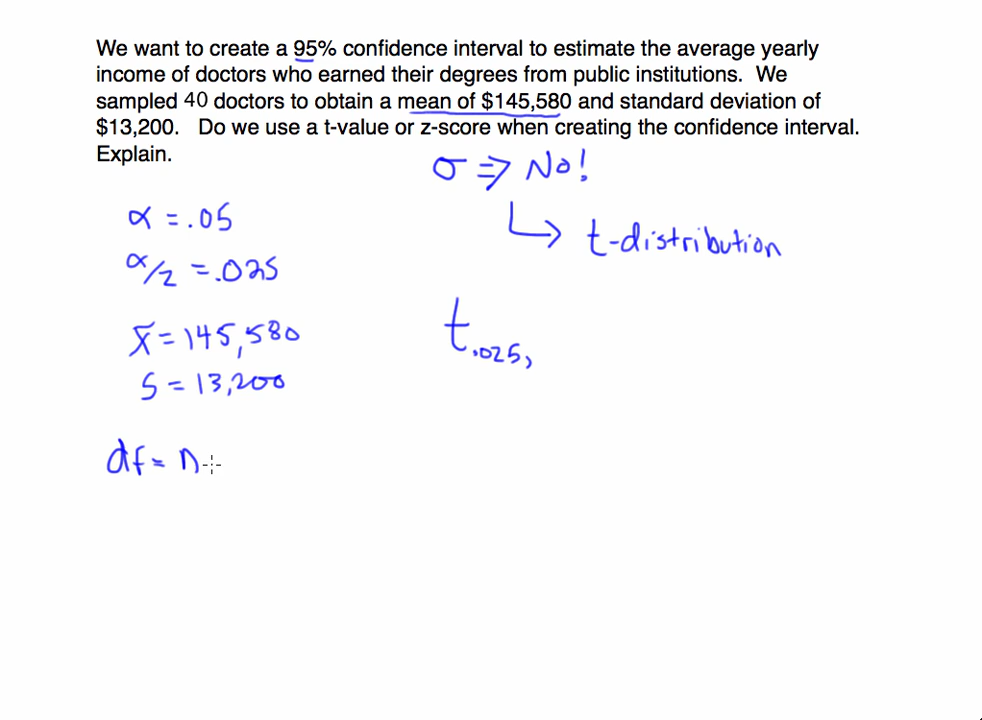 We want to create a 95% confidence interval to estimate the average yearly
income of doctors who earned their degrees from public institutions. We
sampled 40 doctors to obtain a mean of $145,580 and standard deviation of
$13,200. Do we use a t-value or z-score when creating the confidence interval.
Explain.
σ ⇒ No!
↳ t-distribution
α = .05
α/2 = .025
x̄ = 145,580
s = 13,200
t.025,
df = n-